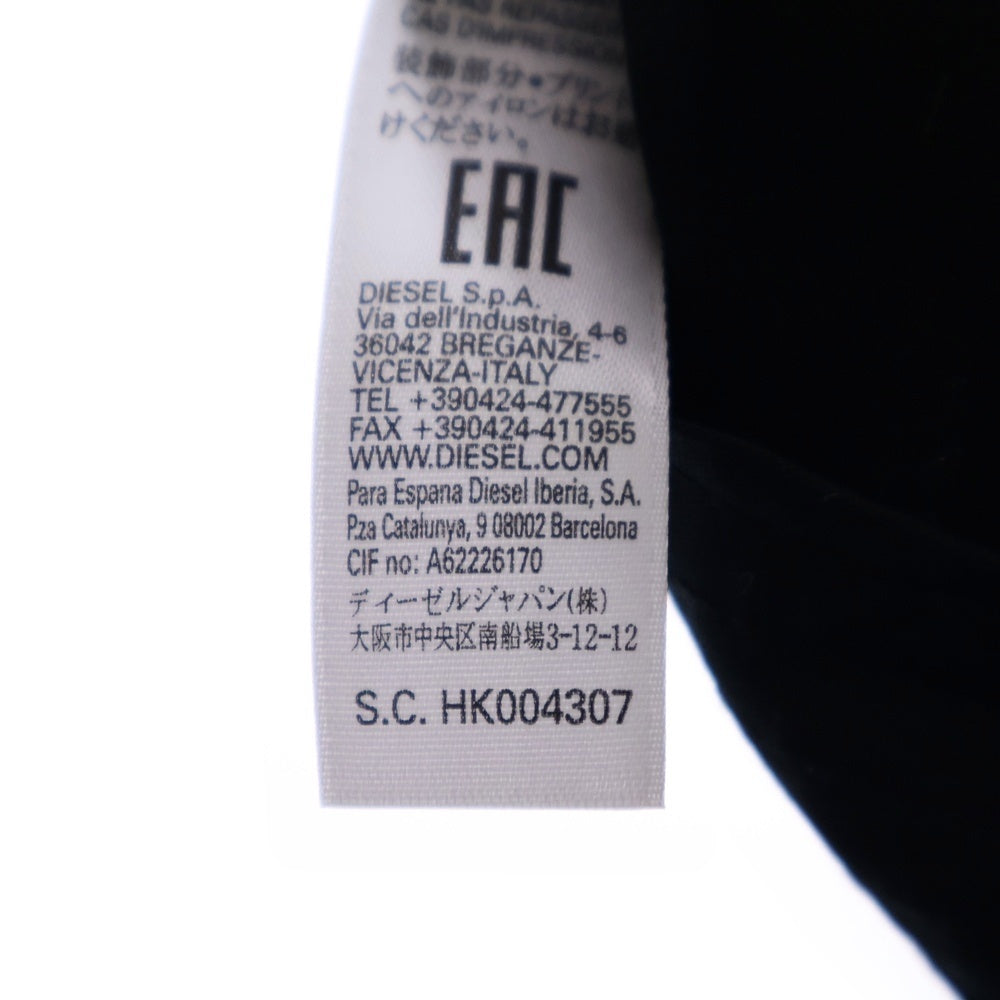 CAS D'IMPRESSION
装飾部分・プリン
へのアイロンはお
けください。
EAC
DIESEL S.p.A.
Via dell'Industria, 4-6
36042 BREGANZE-
VICENZA-ITALY
TEL +390424-477555
FAX +390424-411955
WWW.DIESEL.COM
Para Espana Diesel Iberia, S.A.
P.za Catalunya, 9 08002 Barcelona
CIF no: A62226170
ディーゼルジャパン(株)
大阪市中央区南船場3-12-12
S.C. HK004307